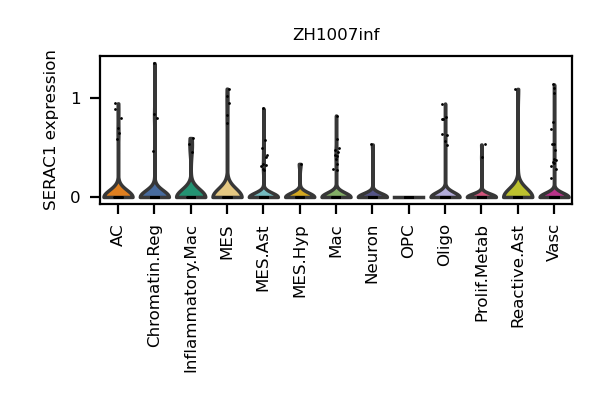 ZH1007inf
SERAC1 expression
1
0
AC
Chromatin.Reg
Inflammatory.Mac
MES
MES.Ast
MES.Hyp
Mac
Neuron
OPC
Oligo
Prolif.Metab
Reactive.Ast
Vasc